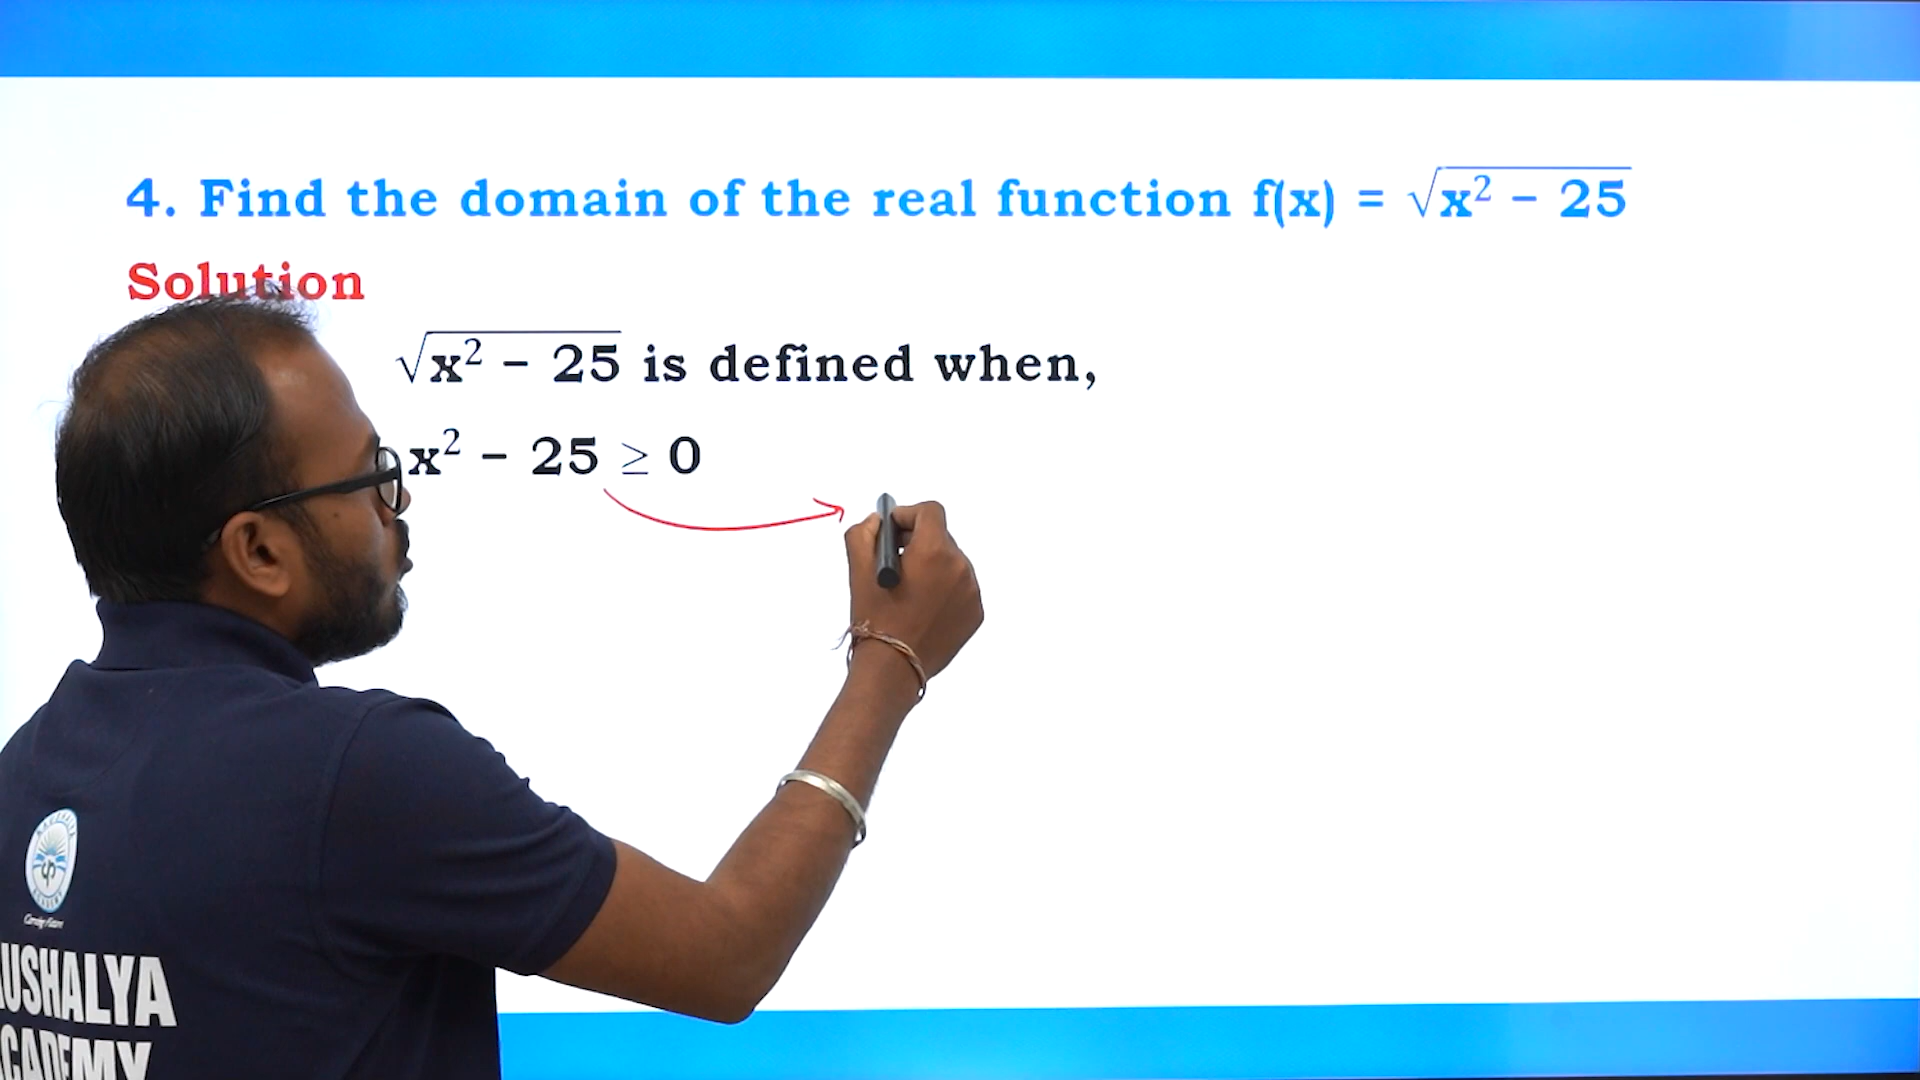 4. Find the domain of the real function f(x) = √x² − 25
Solution
√x² − 25 is defined when,
x² − 25 ≥ 0
USHALYA
CADEMY